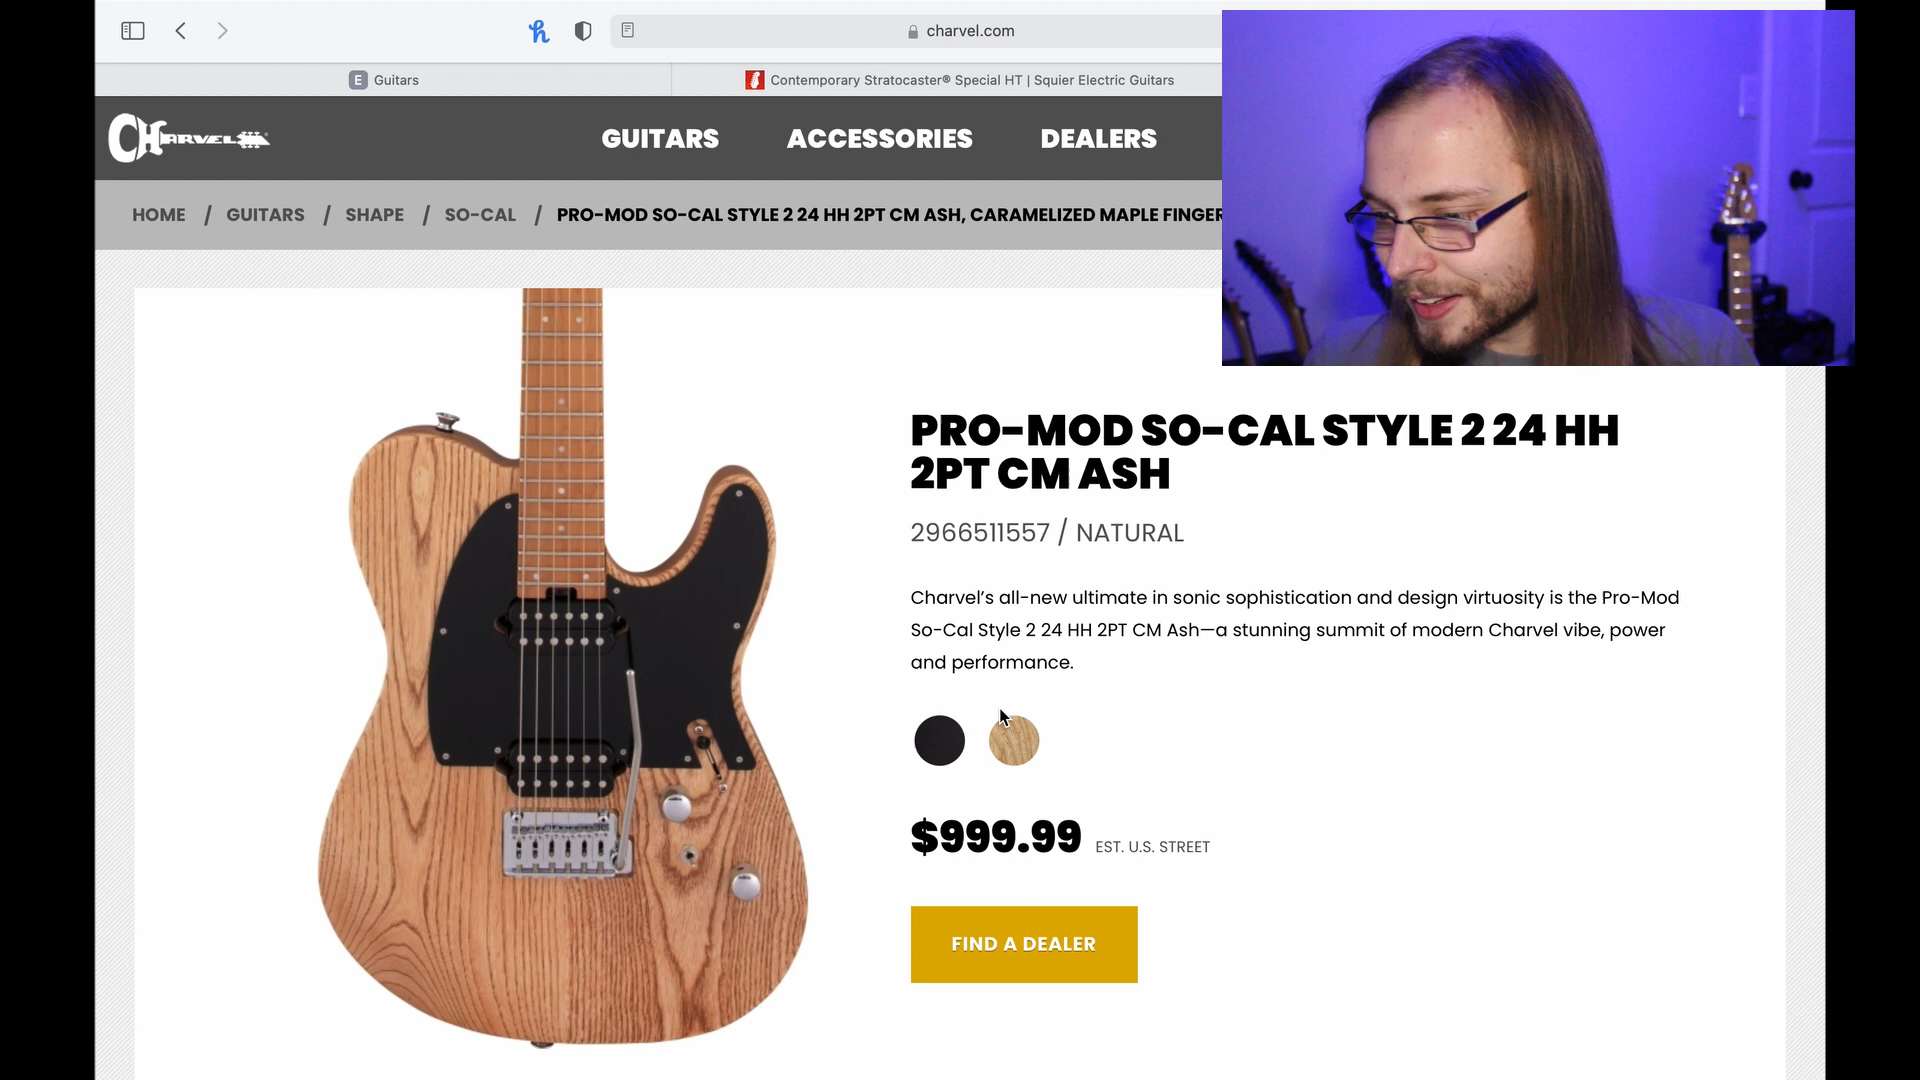 charvel.com
E Guitars
Contemporary Stratocaster® Special HT | Squier Electric Guitars
CHARVEL
GUITARS ACCESSORIES DEALERS
HOME / GUITARS / SHAPE / SO-CAL / PRO-MOD SO-CAL STYLE 2 24 HH 2PT CM ASH, CARAMELIZED MAPLE FINGER
PRO-MOD SO-CAL STYLE 2 24 HH
2PT CM ASH
2966511557 / NATURAL
Charvel’s all-new ultimate in sonic sophistication and design virtuosity is the Pro-Mod
So-Cal Style 2 24 HH 2PT CM Ash—a stunning summit of modern Charvel vibe, power
and performance.
$999.99 EST. U.S. STREET
FIND A DEALER